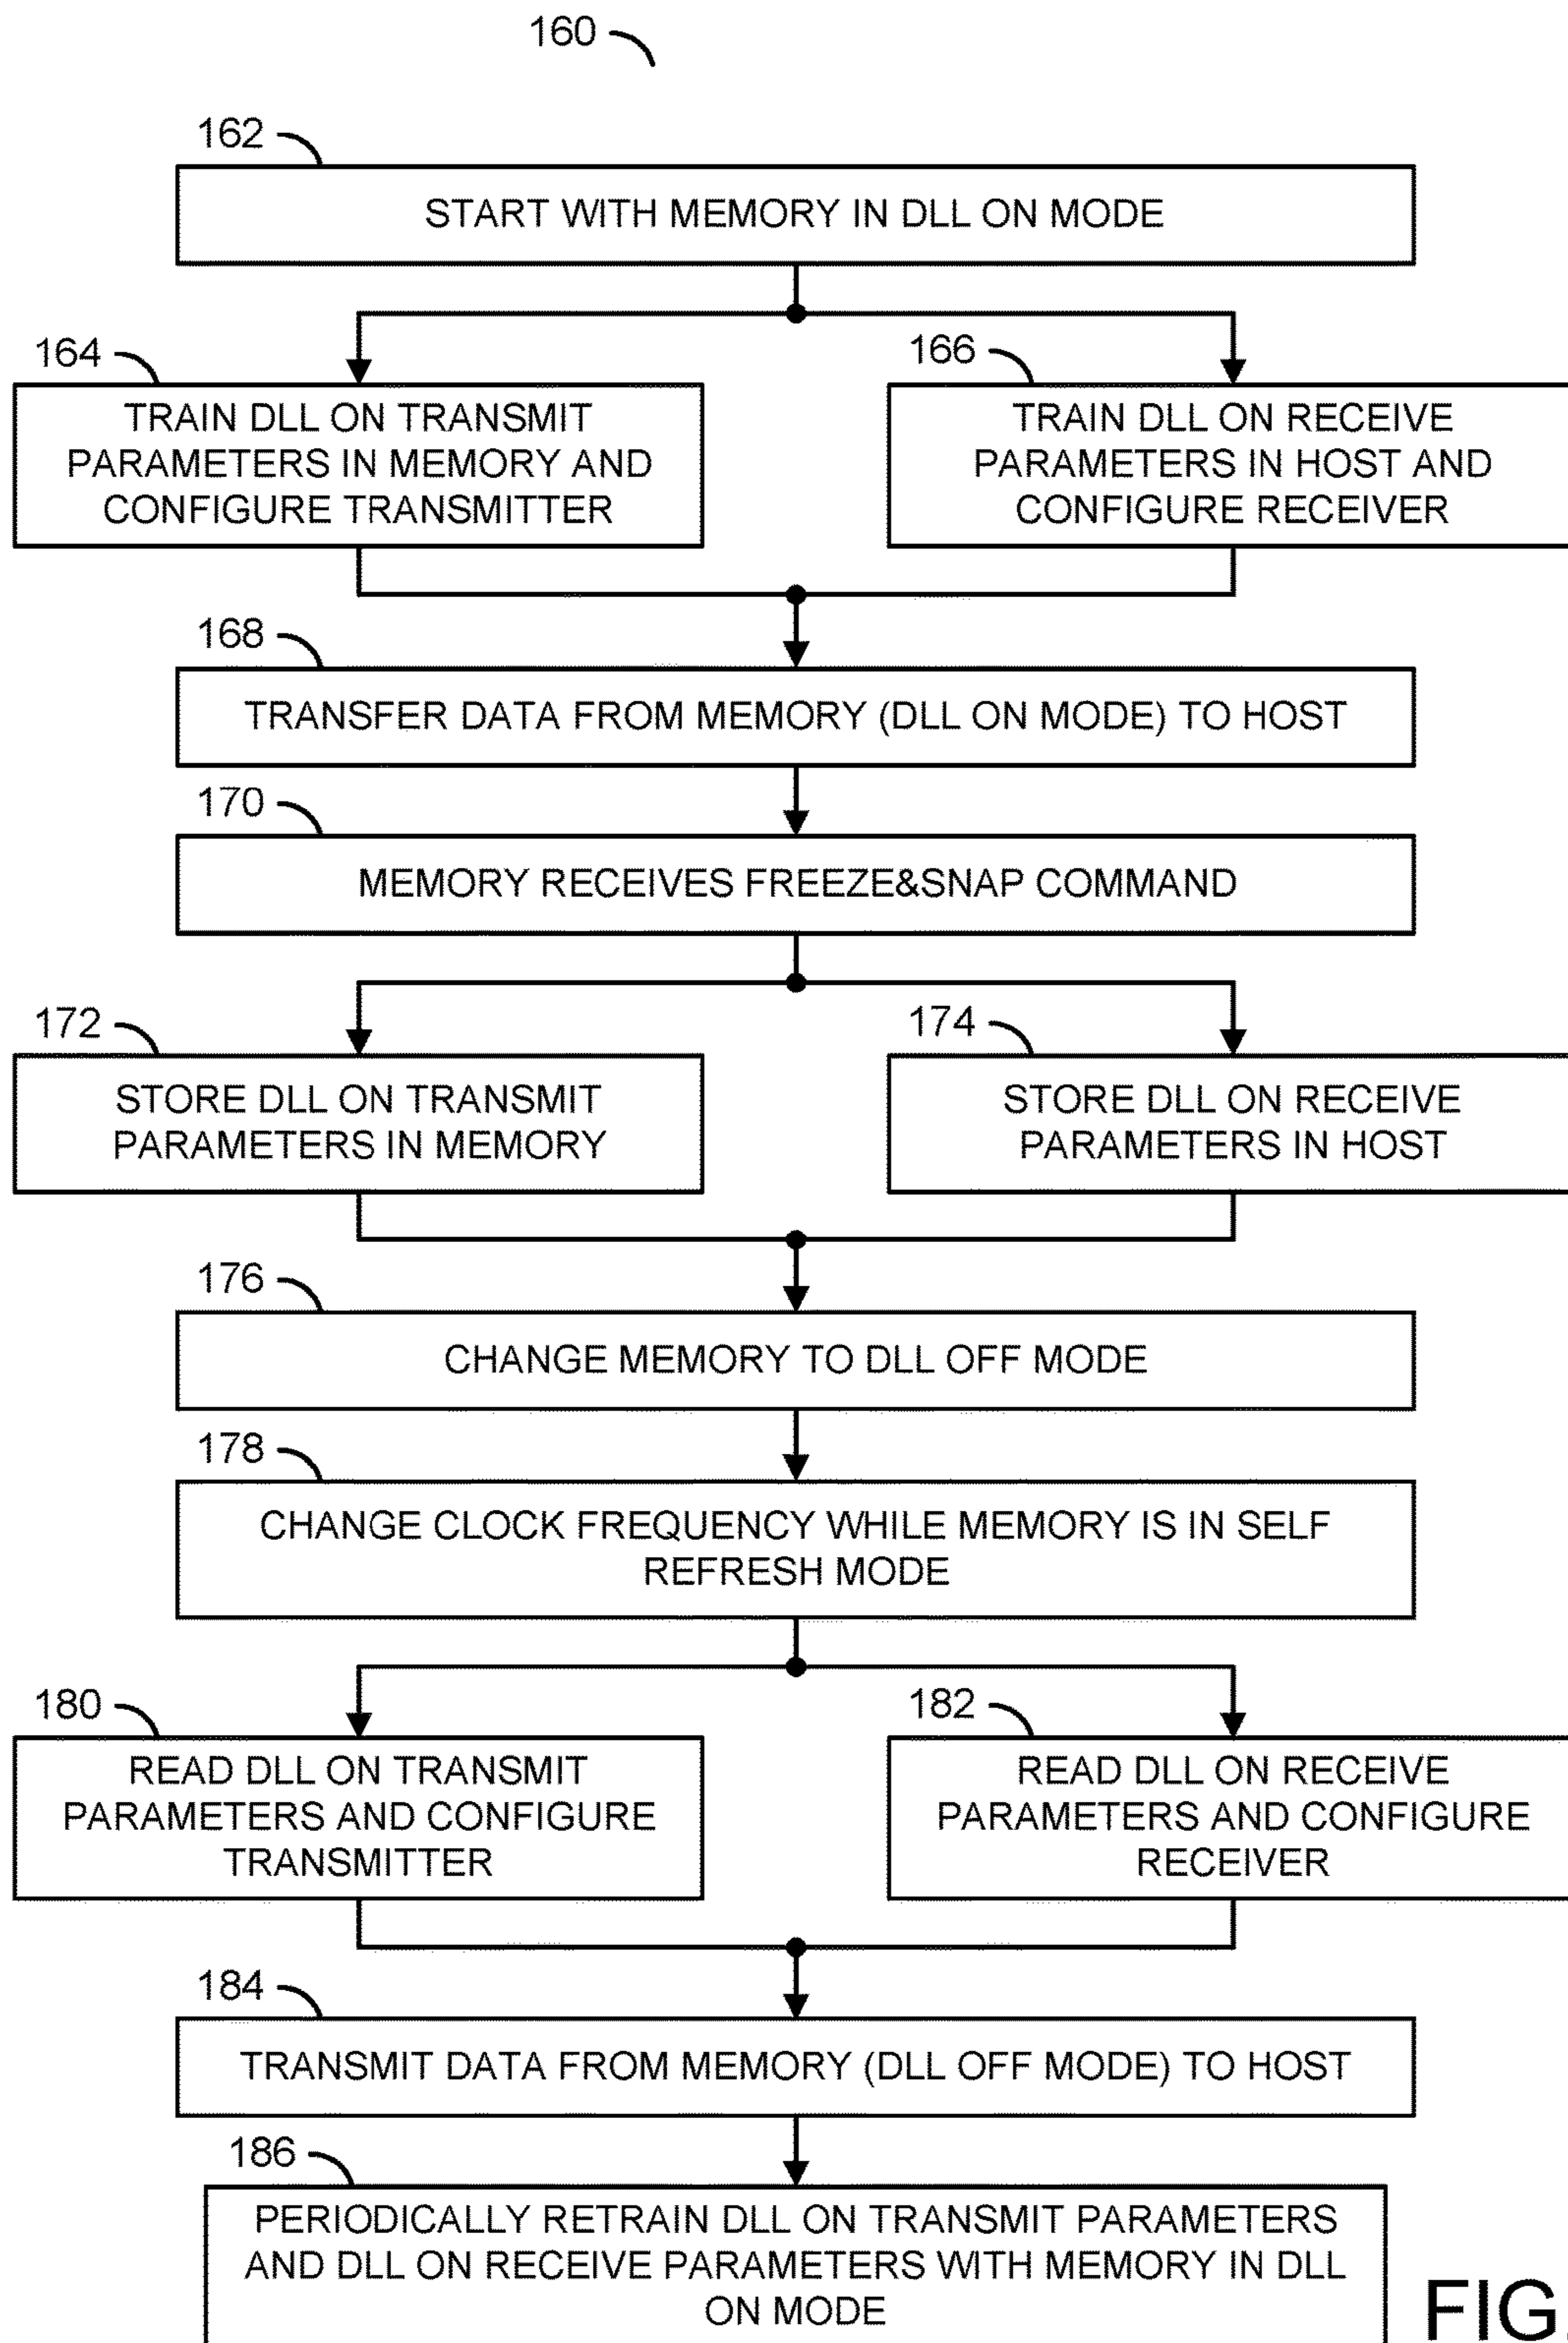 160
162
START WITH MEMORY IN DLL ON MODE
164
TRAIN DLL ON TRANSMIT
PARAMETERS IN MEMORY AND
CONFIGURE TRANSMITTER
166
TRAIN DLL ON RECEIVE
PARAMETERS IN HOST AND
CONFIGURE RECEIVER
168
TRANSFER DATA FROM MEMORY (DLL ON MODE) TO HOST
170
MEMORY RECEIVES FREEZE&SNAP COMMAND
172
STORE DLL ON TRANSMIT
PARAMETERS IN MEMORY
174
STORE DLL ON RECEIVE
PARAMETERS IN HOST
176
CHANGE MEMORY TO DLL OFF MODE
178
CHANGE CLOCK FREQUENCY WHILE MEMORY IS IN SELF
REFRESH MODE
180
READ DLL ON TRANSMIT
PARAMETERS AND CONFIGURE
TRANSMITTER
182
READ DLL ON RECEIVE
PARAMETERS AND CONFIGURE
RECEIVER
184
TRANSMIT DATA FROM MEMORY (DLL OFF MODE) TO HOST
186
PERIODICALLY RETRAIN DLL ON TRANSMIT PARAMETERS
AND DLL ON RECEIVE PARAMETERS WITH MEMORY IN DLL
ON MODE
FIG.